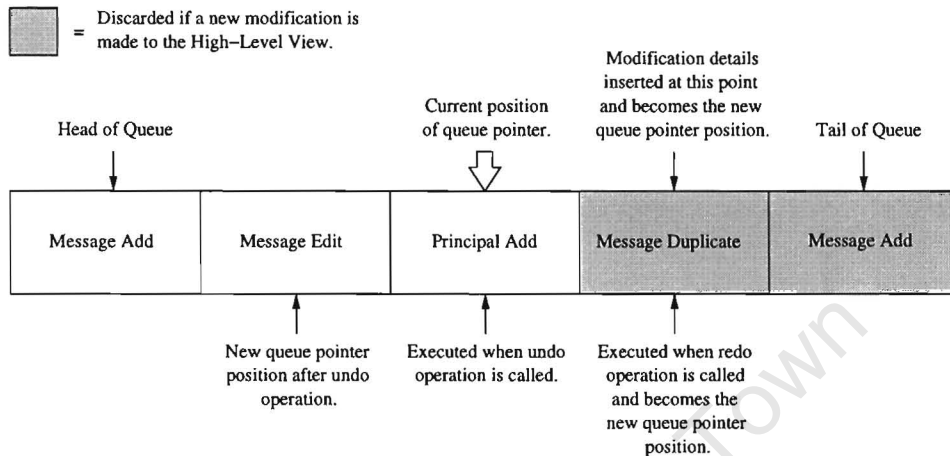 = Discarded if a new modification is
made to the High–Level View.
Head of Queue
Current position
of queue pointer.
Modification details
inserted at this point
and becomes the new
queue pointer position.
Tail of Queue
Message Add
Message Edit
Principal Add
Message Duplicate
Message Add
New queue pointer
position after undo
operation.
Executed when undo
operation is called.
Executed when redo
operation is called
and becomes the
new queue pointer
position.
Town